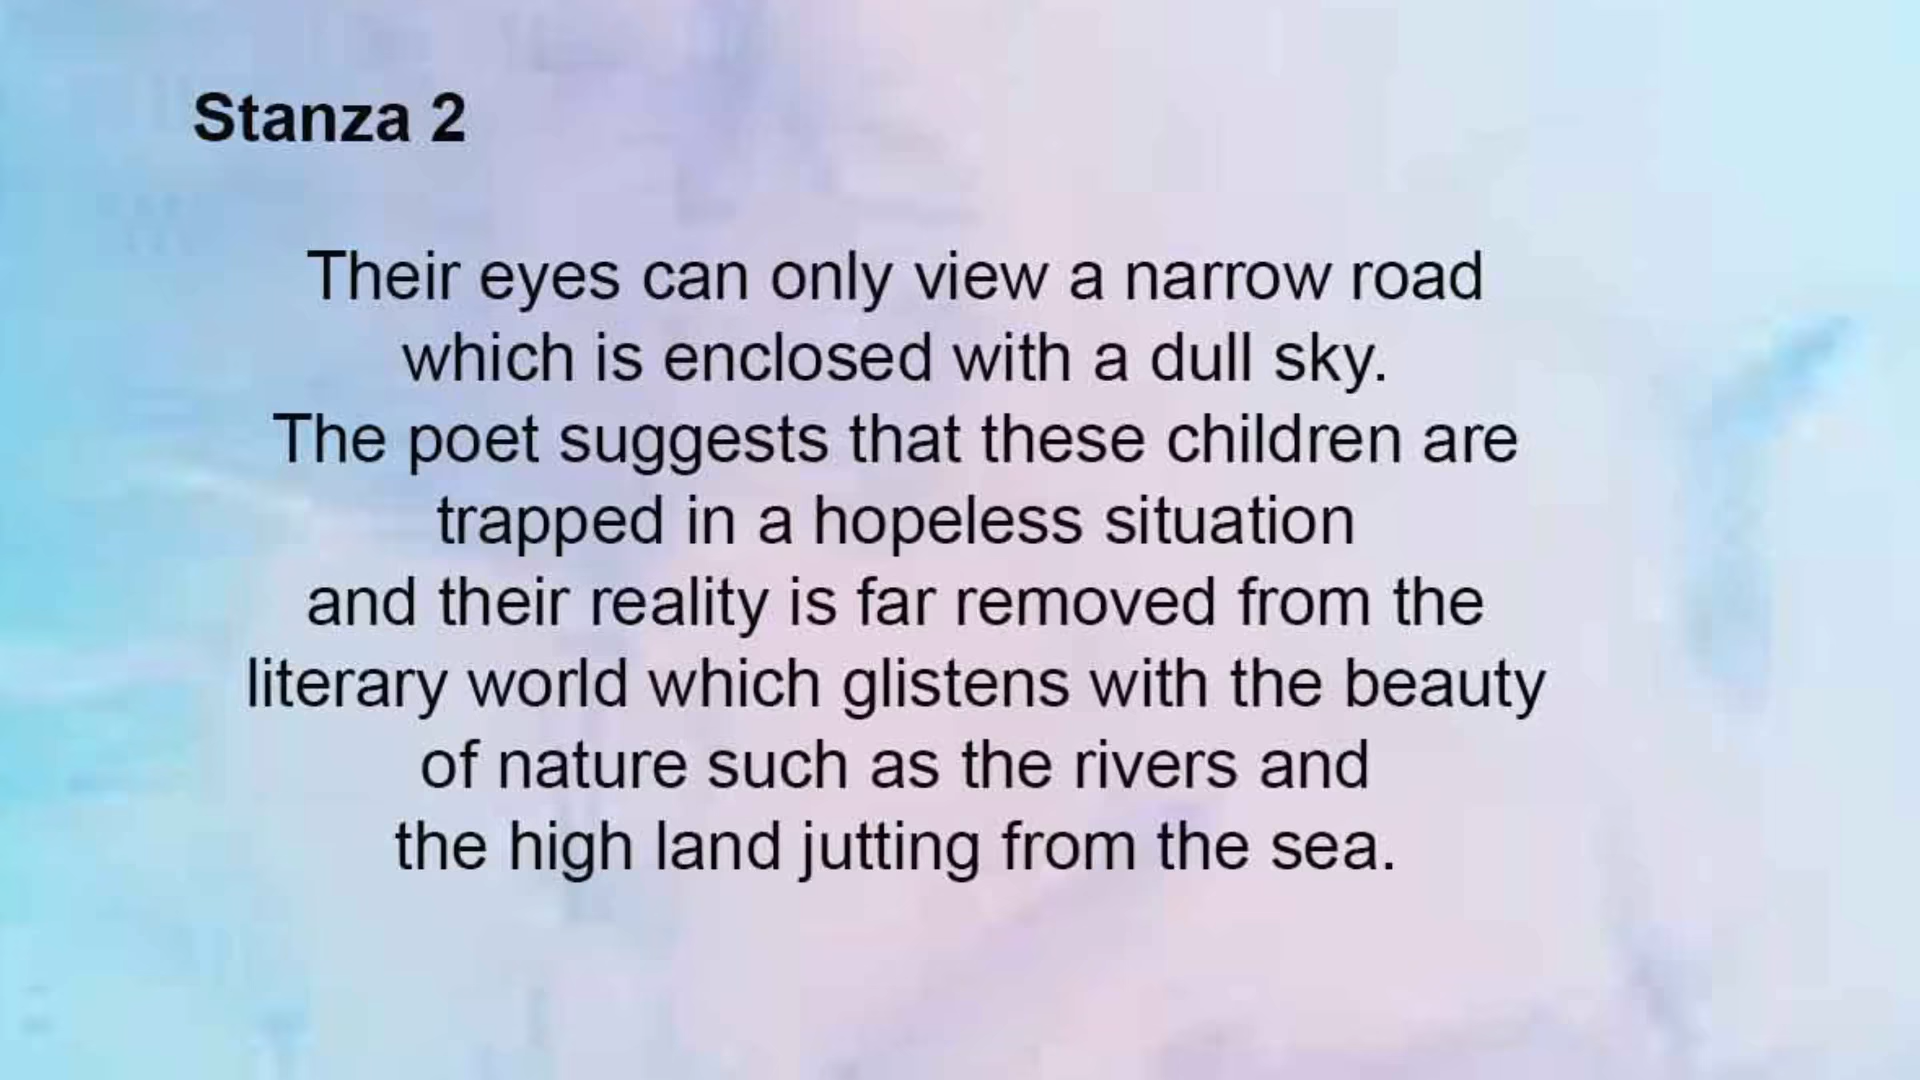 Stanza 2
Their eyes can only view a narrow road
which is enclosed with a dull sky.
The poet suggests that these children are
trapped in a hopeless situation
and their reality is far removed from the
literary world which glistens with the beauty
of nature such as the rivers and
the high land jutting from the sea.